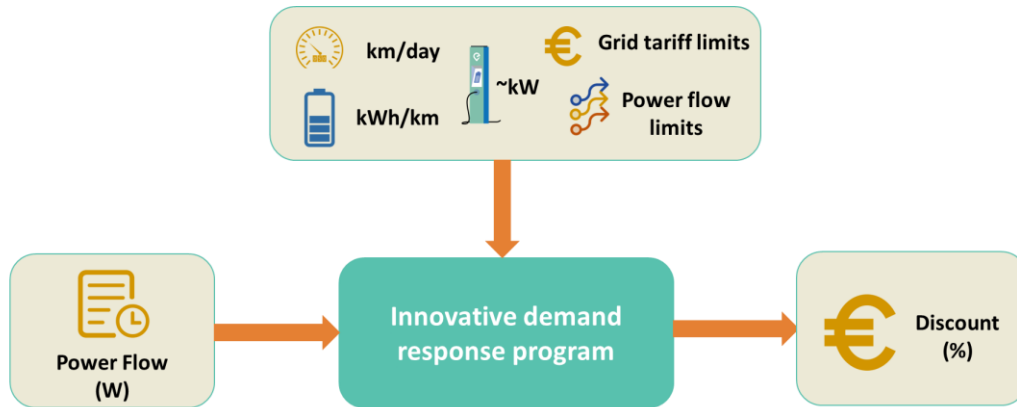 km/day
kWh/km
~kW
Grid tariff limits
Power flow
limits
Power Flow
(W)
Innovative demand
response program
Discount
(%)